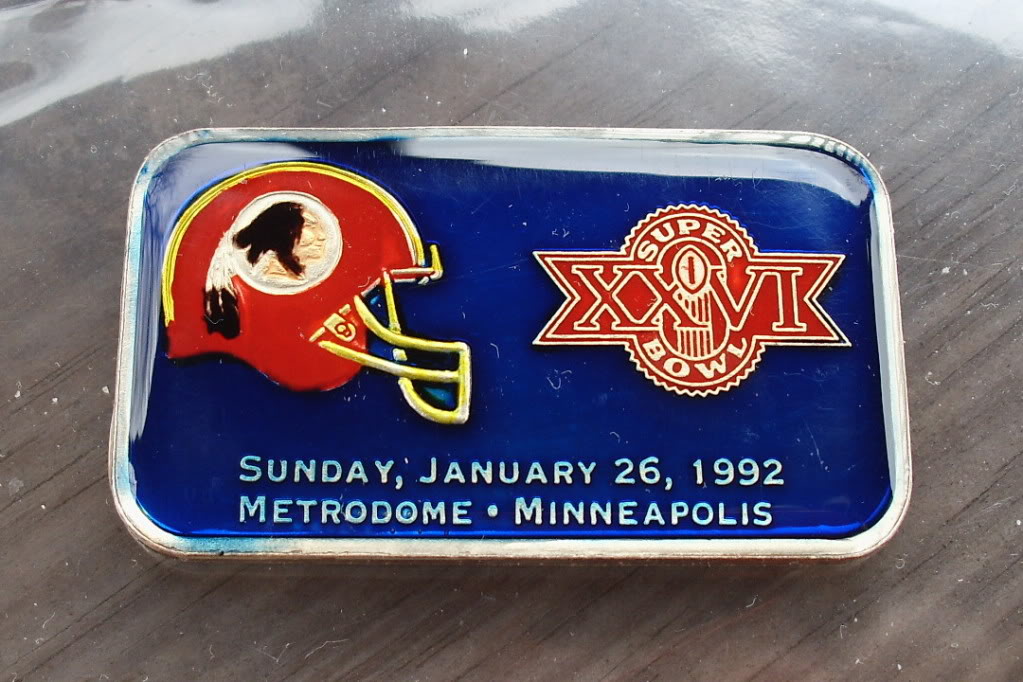 SUPER
XXVI
BOWL
SUNDAY, JANUARY 26, 1992
METRODOME • MINNEAPOLIS